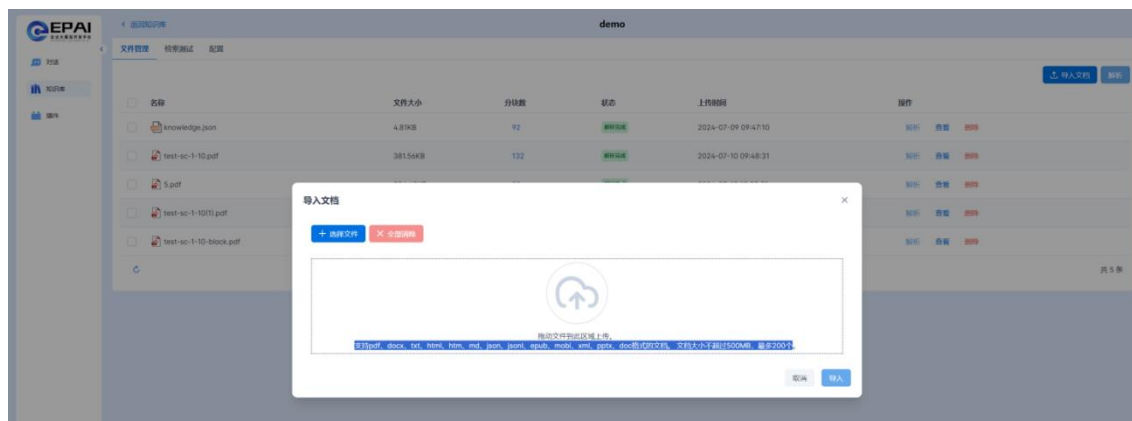 EPAI
返回知识库
demo
文件管理 检索测试 配置
对话
知识库
插件
导入文档 解析
名称 文件大小 分块数 状态 上传时间 操作
knowledge.json 4.81KB 92 解析完成 2024-07-09 09:47:10 解析 查看 删除
test-sc-1-10.pdf 381.56KB 132 解析完成 2024-07-10 09:48:31 解析 查看 删除
5.pdf
test-sc-1-10(1).pdf 解析 查看 删除
test-sc-1-10-block.pdf 解析 查看 删除
共 5 条
导入文档
选择文件 全部清除
拖动文件到此区域上传。
支持pdf、docx、txt、html、htm、md、json、jsonl、epub、mobi、xml、pptx、doc格式的文档。 文档大小不超过500MB，最多200个。
取消 导入